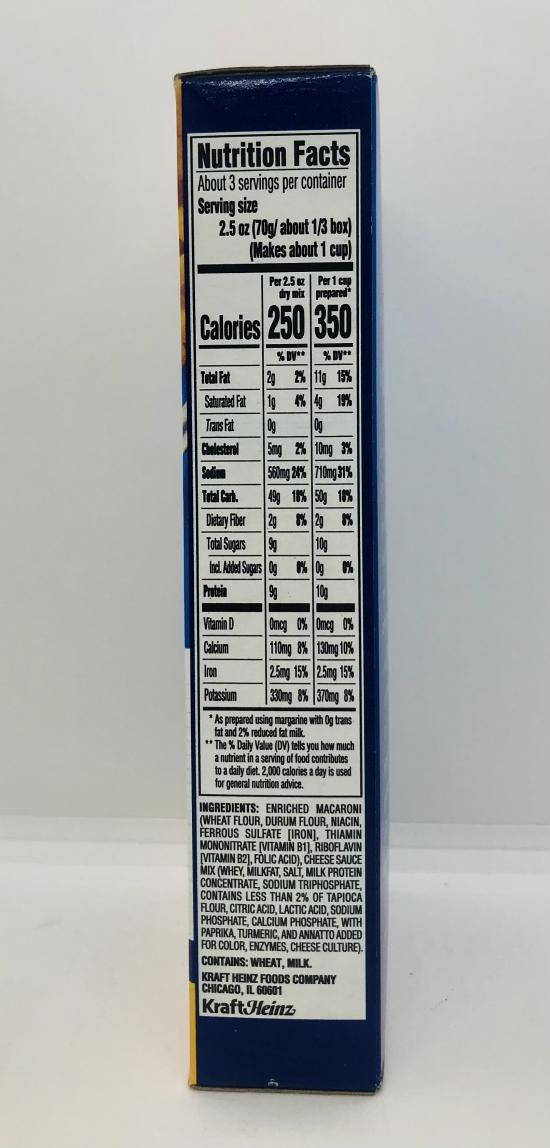 Nutrition Facts
About 3 servings per container
Serving size
2.5 oz (70g/ about 1/3 box)
(Makes about 1 cup)
Per 2.5 oz dry mix Per 1 cup prepared*
Calories 250 350
% DV** % DV**
Total Fat 2g 2% 11g 15%
Saturated Fat 1g 4% 4g 19%
Trans Fat 0g 0g
Cholesterol 5mg 2% 10mg 3%
Sodium 560mg 24% 710mg 31%
Total Carb. 49g 18% 50g 18%
Dietary Fiber 2g 8% 2g 8%
Total Sugars 9g 10g
Incl. Added Sugars 0g 0% 0g 0%
Protein 9g 10g
Vitamin D 0mcg 0% 0mcg 0%
Calcium 110mg 8% 130mg 10%
Iron 2.5mg 15% 2.5mg 15%
Potassium 330mg 8% 370mg 8%
* As prepared using margarine with 0g trans
fat and 2% reduced fat milk.
** The % Daily Value (DV) tells you how much
a nutrient in a serving of food contributes
to a daily diet. 2,000 calories a day is used
for general nutrition advice.
INGREDIENTS: ENRICHED MACARONI
(WHEAT FLOUR, DURUM FLOUR, NIACIN,
FERROUS SULFATE [IRON], THIAMIN
MONONITRATE [VITAMIN B1], RIBOFLAVIN
[VITAMIN B2], FOLIC ACID), CHEESE SAUCE
MIX (WHEY, MILKFAT, SALT, MILK PROTEIN
CONCENTRATE, SODIUM TRIPHOSPHATE,
CONTAINS LESS THAN 2% OF TAPIOCA
FLOUR, CITRIC ACID, LACTIC ACID, SODIUM
PHOSPHATE, CALCIUM PHOSPHATE, WITH
PAPRIKA, TURMERIC, AND ANNATTO ADDED
FOR COLOR, ENZYMES, CHEESE CULTURE).
CONTAINS: WHEAT, MILK.
KRAFT HEINZ FOODS COMPANY
CHICAGO, IL 60601
KraftHeinz